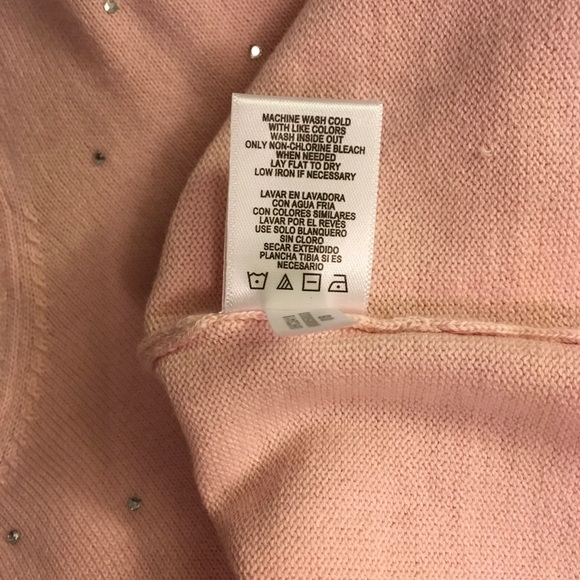 MACHINE WASH COLD
WITH LIKE COLORS
WASH INSIDE OUT
ONLY NON-CHLORINE BLEACH
WHEN NEEDED
LAY FLAT TO DRY
LOW IRON IF NECESSARY
LAVAR EN LAVADORA
CON AGUA FRIA
CON COLORES SIMILARES
LAVAR POR EL REVÉS
USE SOLO BLANQUERO
SIN CLORO
SECAR EXTENDIDO
PLANCHA TIBIA SI ES
NECESARIO